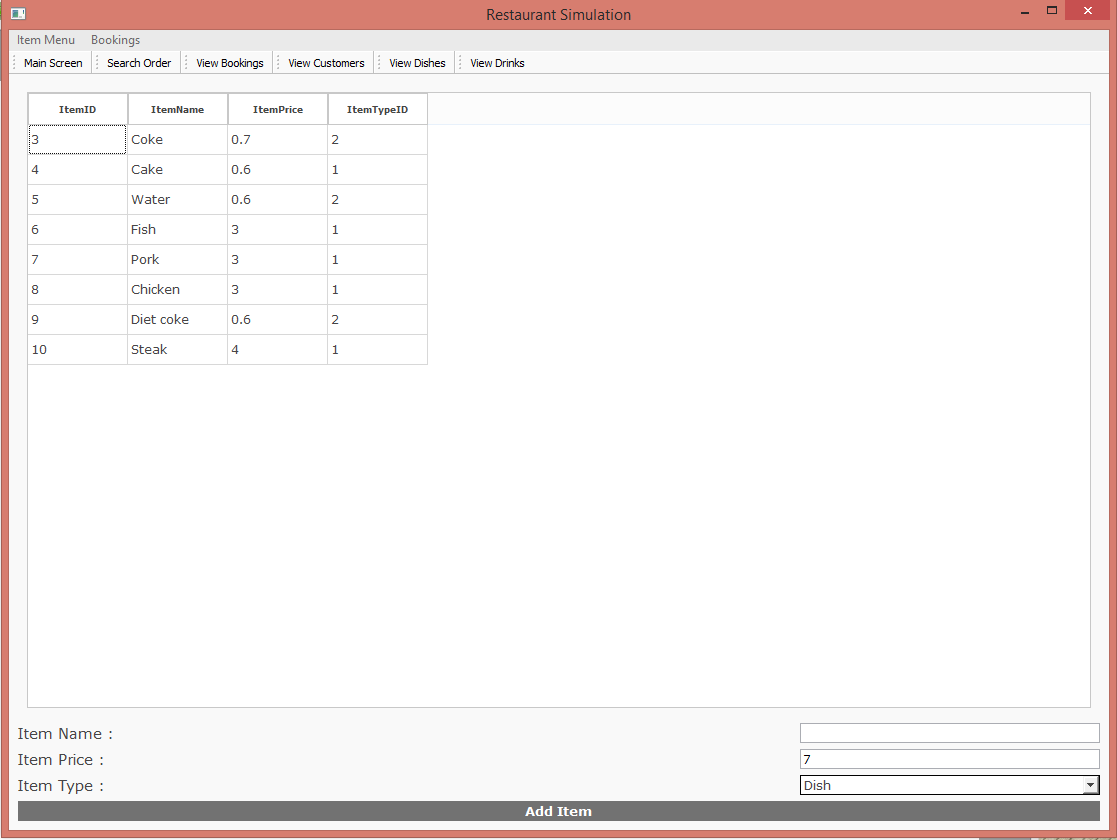 Restaurant Simulation
Item Menu Bookings
Main Screen Search Order View Bookings View Customers View Dishes View Drinks
ItemID ItemName ItemPrice ItemTypeID
3 Coke 0.7 2
4 Cake 0.6 1
5 Water 0.6 2
6 Fish 3 1
7 Pork 3 1
8 Chicken 3 1
9 Diet coke 0.6 2
10 Steak 4 1
Item Name :
Item Price : 7
Item Type : Dish
Add Item